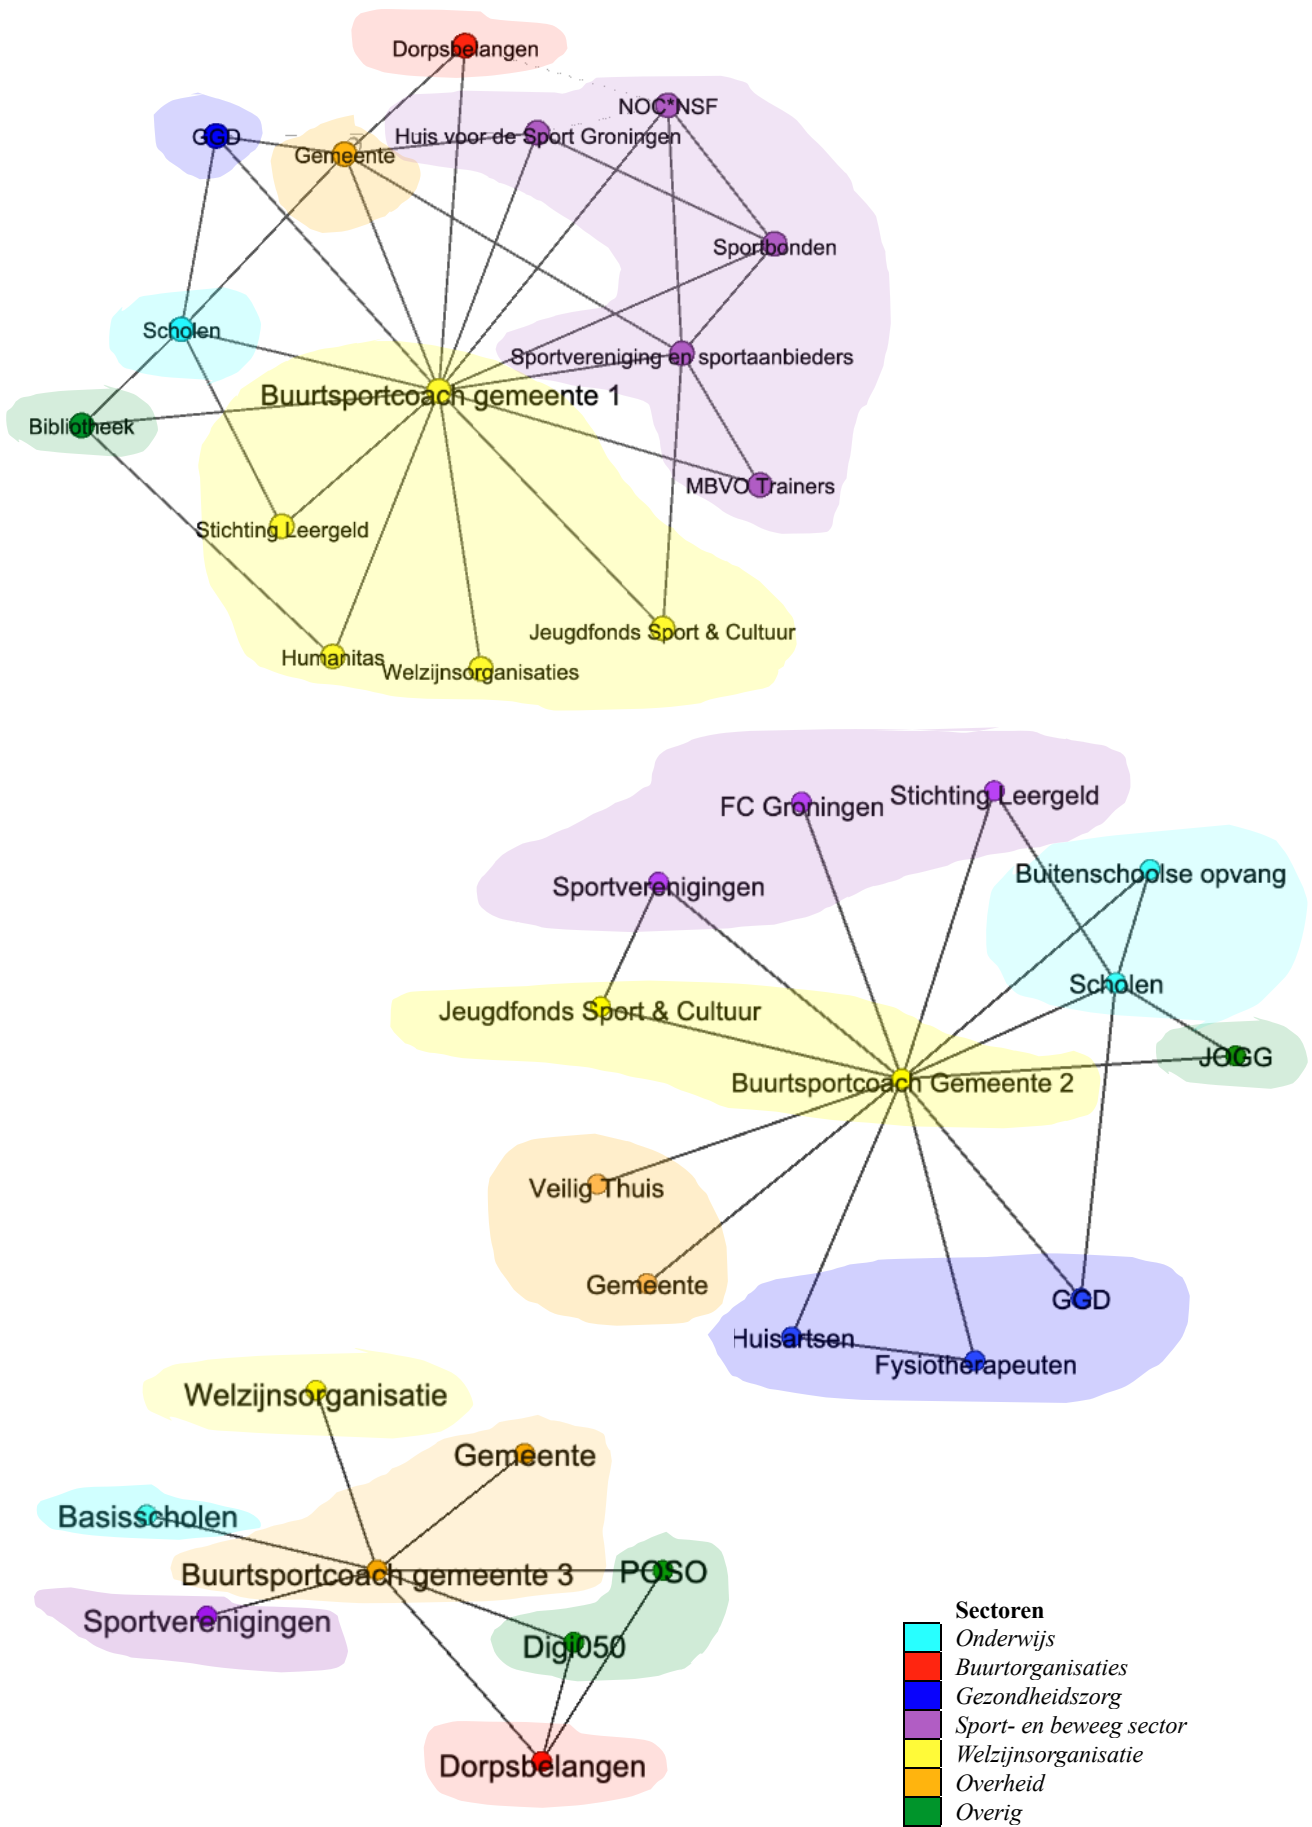 Dorpsbelangen
NOC*NSF
GGD
Huis voor de Sport Groningen
Gemeente
Sportbonden
Scholen
Sportvereniging en sportaanbieders
Buurtsportcoach gemeente 1
Bibliotheek
MBVO Trainers
Stichting Leergeld
Jeugdfonds Sport & Cultuur
Humanitas
Welzijnsorganisaties
FC Groningen
Stichting Leergeld
Buitenschoolse opvang
Sportverenigingen
Scholen
Jeugdfonds Sport & Cultuur
JOGG
Buurtsportcoach Gemeente 2
Veilig Thuis
Gemeente
GGD
Huisartsen
Fysiotherapeuten
Welzijnsorganisatie
Gemeente
Basisscholen
Buurtsportcoach gemeente 3
POSO
Sportverenigingen
Digi050
Dorpsbelangen
Sectoren
Onderwijs
Buurtorganisaties
Gezondheidszorg
Sport- en beweeg sector
Welzijnsorganisatie
Overheid
Overig